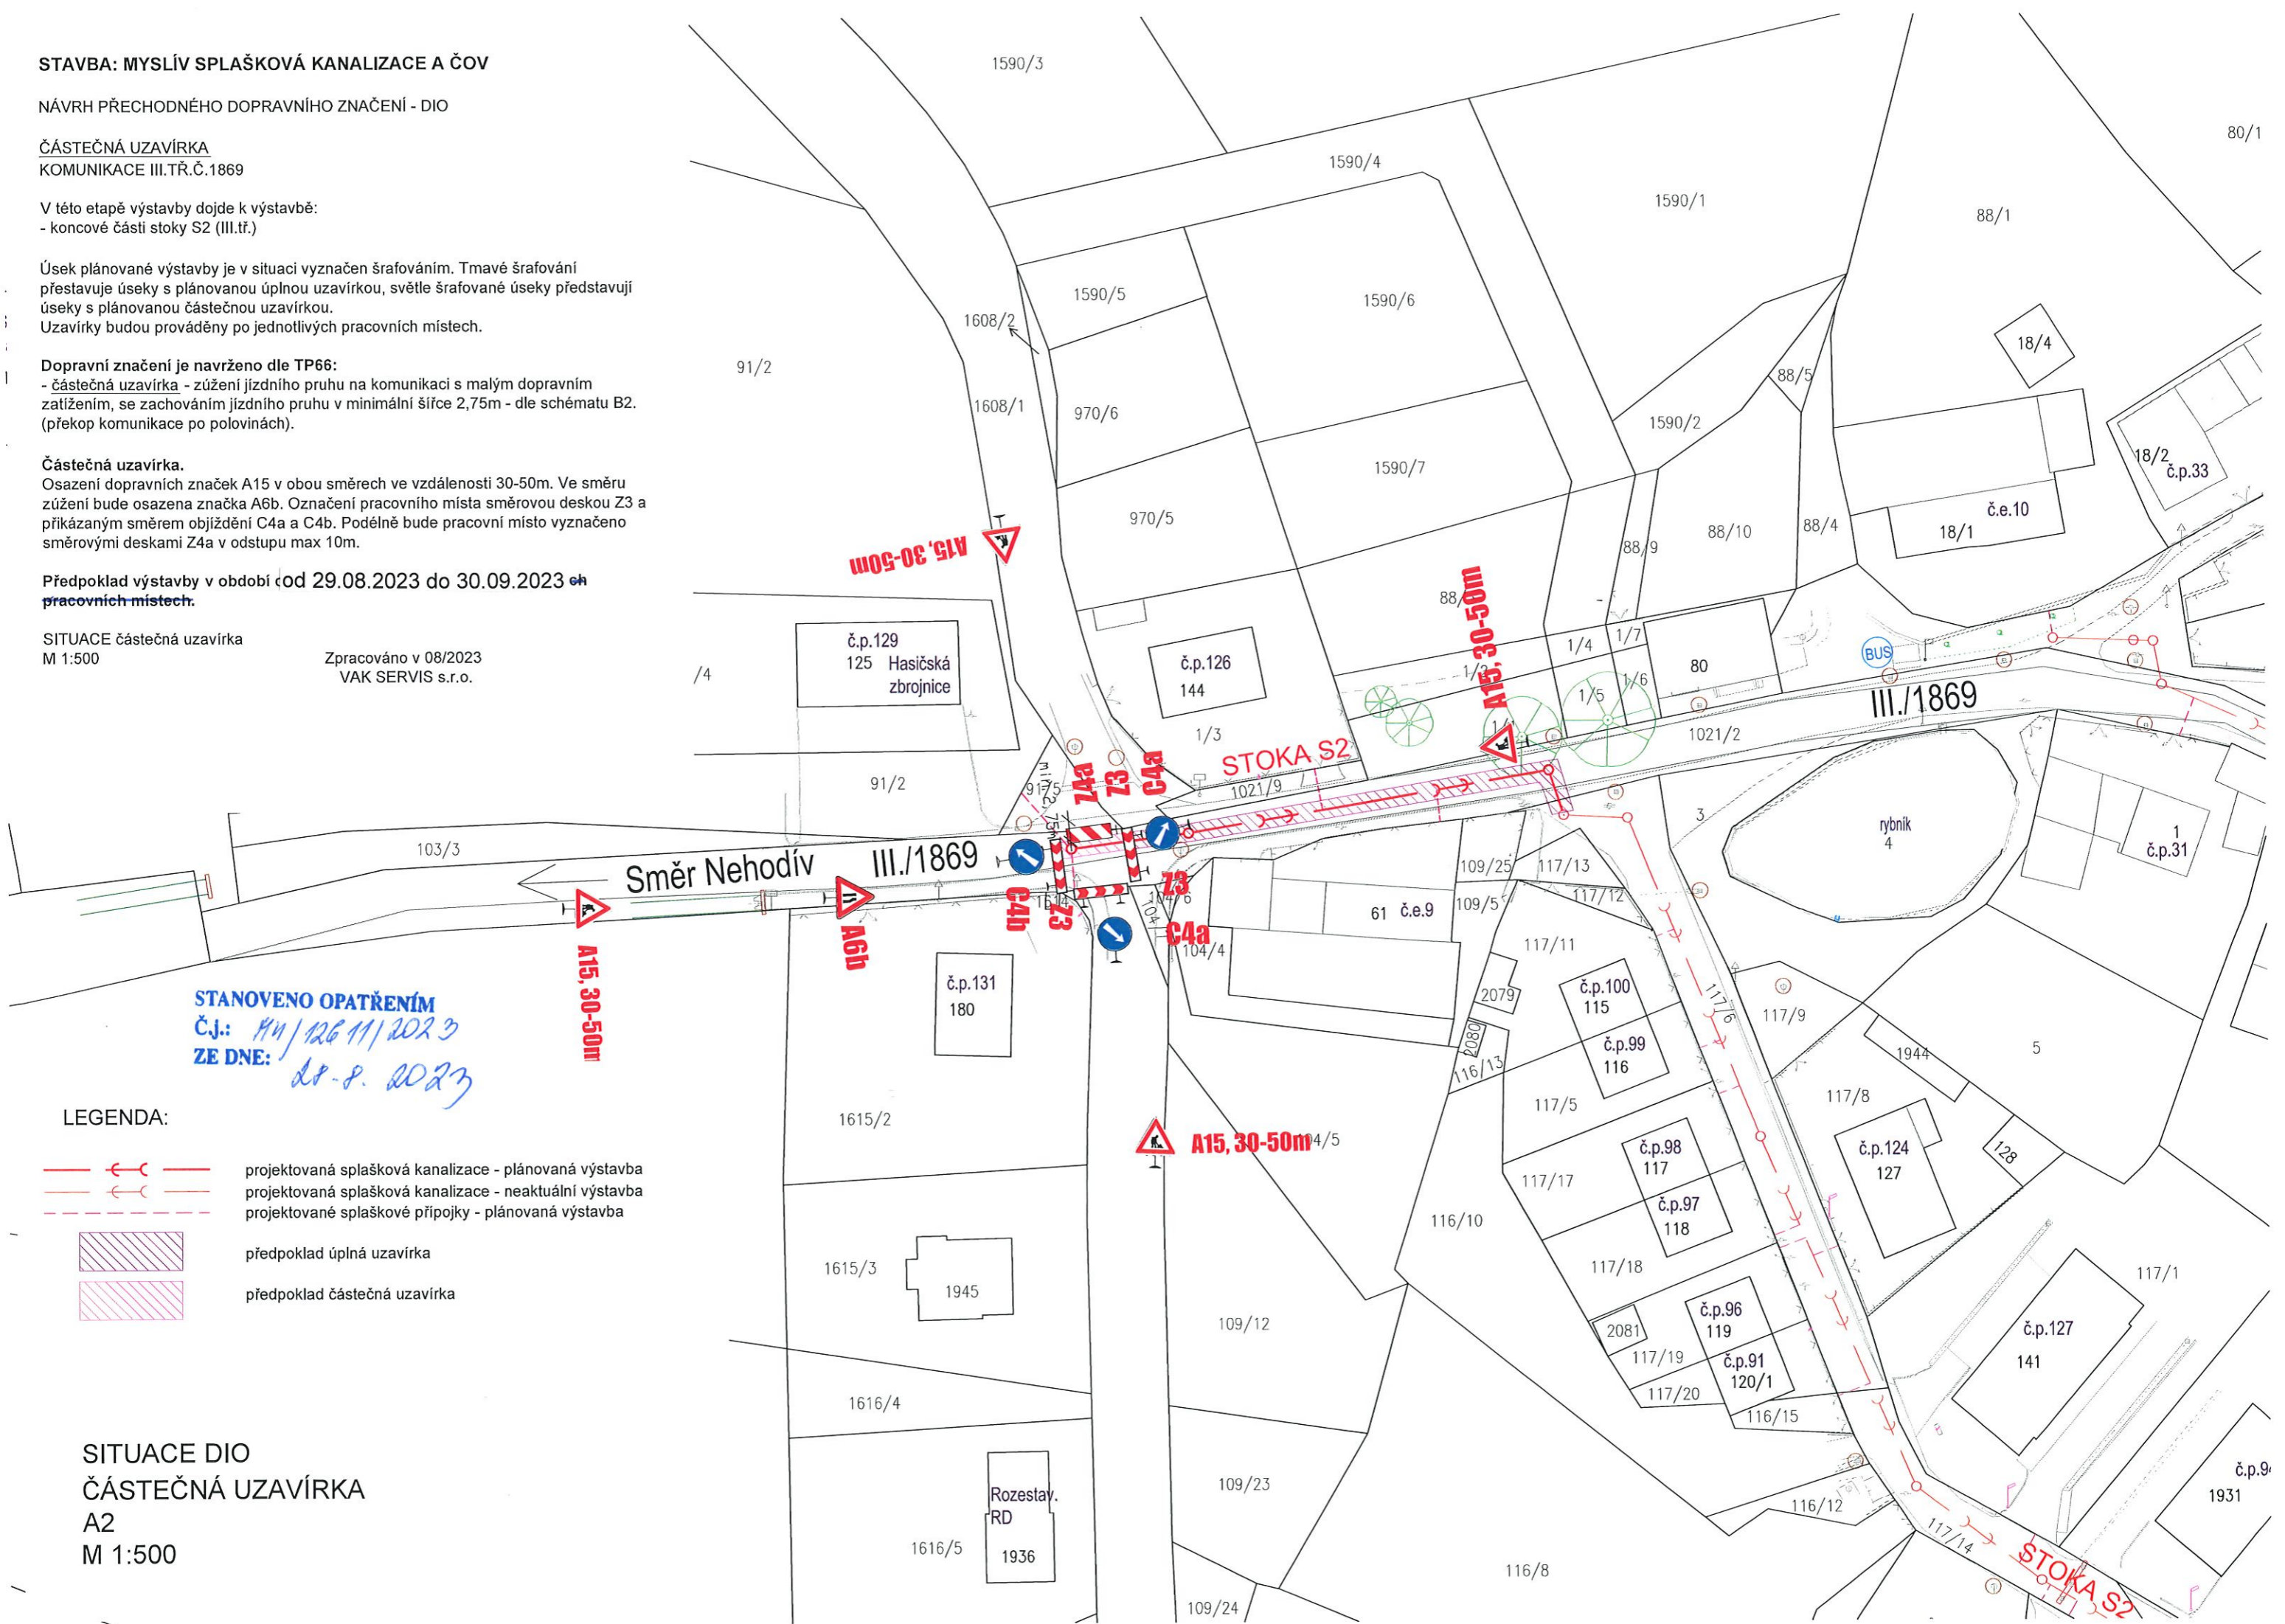 STAVBA: MYSLÍV SPLAŠKOVÁ KANALIZACE A ČOV
NÁVRH PŘECHODNÉHO DOPRAVNÍHO ZNAČENÍ - DIO
ČÁSTEČNÁ UZAVÍRKA
KOMUNIKACE III.TŘ.Č.1869
V této etapě výstavby dojde k výstavbě:
- koncové části stoky S2 (III.tř.)
Úsek plánované výstavby je v situaci vyznačen šrafováním. Tmavé šrafování
přestavuje úseky s plánovanou úplnou uzavírkou, světle šrafované úseky představují
úseky s plánovanou částečnou uzavírkou.
Uzavírky budou prováděny po jednotlivých pracovních místech.
Dopravní značení je navrženo dle TP66:
- částečná uzavírka - zúžení jízdního pruhu na komunikaci s malým dopravním
zatížením, se zachováním jízdního pruhu v minimální šířce 2,75m - dle schématu B2.
(překop komunikace po polovinách).
Částečná uzavírka.
Osazení dopravních značek A15 v obou směrech ve vzdálenosti 30-50m. Ve směru
zúžení bude osazena značka A6b. Označení pracovního místa směrovou deskou Z3 a
přikázaným směrem objíždění C4a a C4b. Podélně bude pracovní místo vyznačeno
směrovými deskami Z4a v odstupu max 10m.
Předpoklad výstavby v období od 29.08.2023 do 30.09.2023 ch
pracovních místech.
SITUACE částečná uzavírka
M 1:500
Zpracováno v 08/2023
VAK SERVIS s.r.o.
1590/3
80/1
1590/4
1590/1
88/1
1590/5
1590/6
1608/2
18/4
91/2
88/5
1608/1
970/6
1590/2
18/2
č.p.33
1590/7
č.e.10
970/5
88/10
88/4
18/1
88/9
A15, 30-50m
88/
A15, 30-50m
č.p.129
125 Hasičská
zbrojnice
č.p.126
144
1/4
1/7
80
BUS
/4
1/6
1/5
III./1869
1/3
1021/2
STOKA S2
91/2
91/5
min.2,75m
Z4a
Z3
C4a
1021/9
3
rybník
4
1
č.p.31
103/3
Směr Nehodív
III./1869
109/25
117/13
117/12
Z3
C4b
Z3
A6b
61 č.e.9
109/5
C4a
104/4
117/11
A15, 30-50m
č.p.131
180
2079
č.p.100
115
117/6
117/9
STANOVENO OPATŘENÍM
Č.j.: MN/12611/2023
ZE DNE:
28.8. 2023
2080
116/13
č.p.99
116
1944
5
LEGENDA:
1615/2
117/5
117/8
A15, 30-50m
4/5
č.p.98
117
č.p.124
127
128
projektovaná splašková kanalizace - plánovaná výstavba
projektovaná splašková kanalizace - neaktuální výstavba
projektované splaškové přípojky - plánovaná výstavba
předpoklad úplná uzavírka
předpoklad částečná uzavírka
117/17
č.p.97
118
116/10
1615/3
1945
117/18
117/1
109/12
2081
č.p.96
119
č.p.127
141
117/19
č.p.91
120/1
117/20
1616/4
116/15
SITUACE DIO
ČÁSTEČNÁ UZAVÍRKA
A2
M 1:500
109/23
č.p.9
1931
Rozestav.
RD
1936
1616/5
116/12
117/14
116/8
STOKA S2
109/24